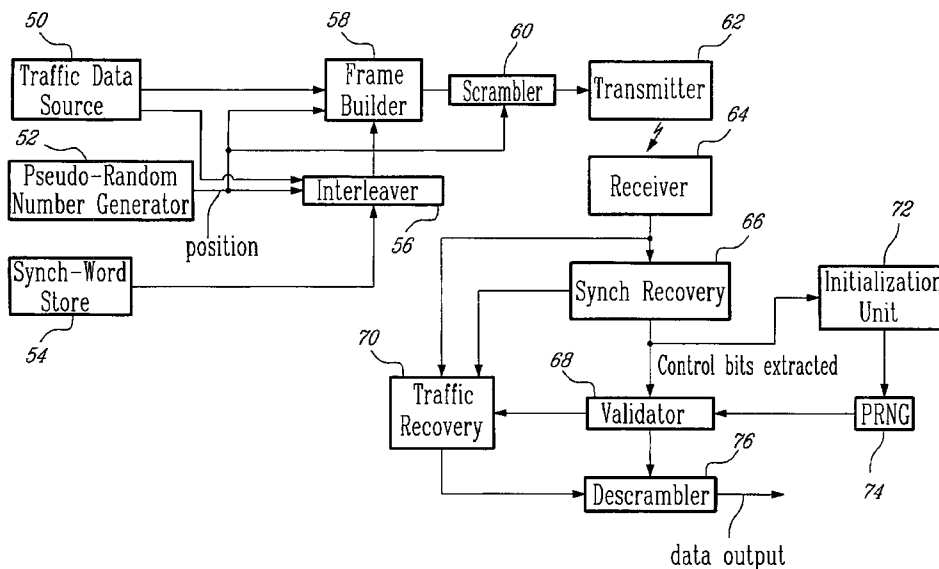 50
58
60
62
Traffic Data
Source
Frame
Builder
Scrambler
Transmitter
52
64
Pseudo-Random
Number Generator
Interleaver
Receiver
position
56
66
72
Synch-Word
Store
Synch Recovery
Initialization
Unit
54
70
68
Control bits extracted
Traffic
Recovery
Validator
PRNG
76
74
Descrambler
data output